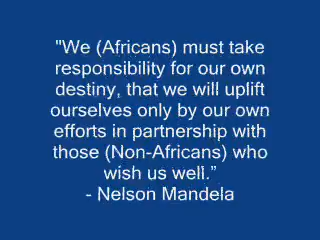 "We (Africans) must take
responsibility for our own
destiny, that we will uplift
ourselves only by our own
efforts in partnership with
those (Non-Africans) who
wish us well.”
- Nelson Mandela